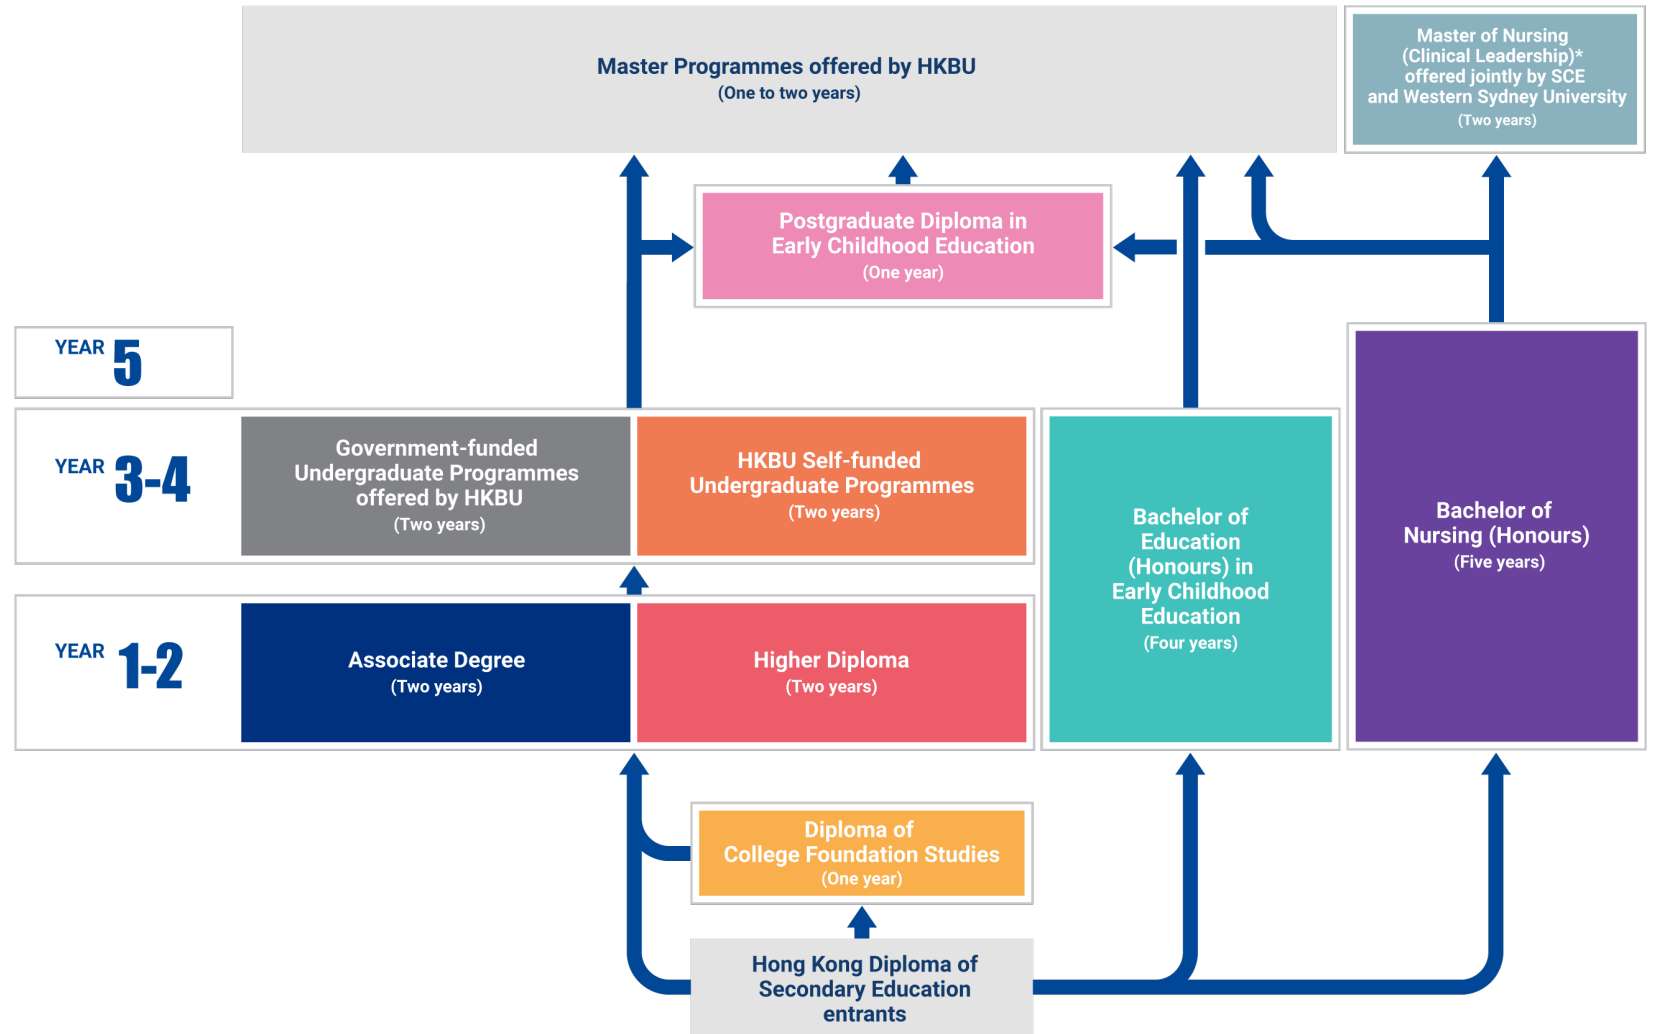 Master Programmes offered by HKBU
(One to two years)
Master of Nursing
(Clinical Leadership)*
offered jointly by SCE
and Western Sydney University
(Two years)
Postgraduate Diploma in
Early Childhood Education
(One year)
YEAR 5
YEAR 3-4
Government-funded
Undergraduate Programmes
offered by HKBU
(Two years)
HKBU Self-funded
Undergraduate Programmes
(Two years)
Bachelor of
Education
(Honours) in
Early Childhood
Education
(Four years)
Bachelor of
Nursing (Honours)
(Five years)
YEAR 1-2
Associate Degree
(Two years)
Higher Diploma
(Two years)
Diploma of
College Foundation Studies
(One year)
Hong Kong Diploma of
Secondary Education
entrants